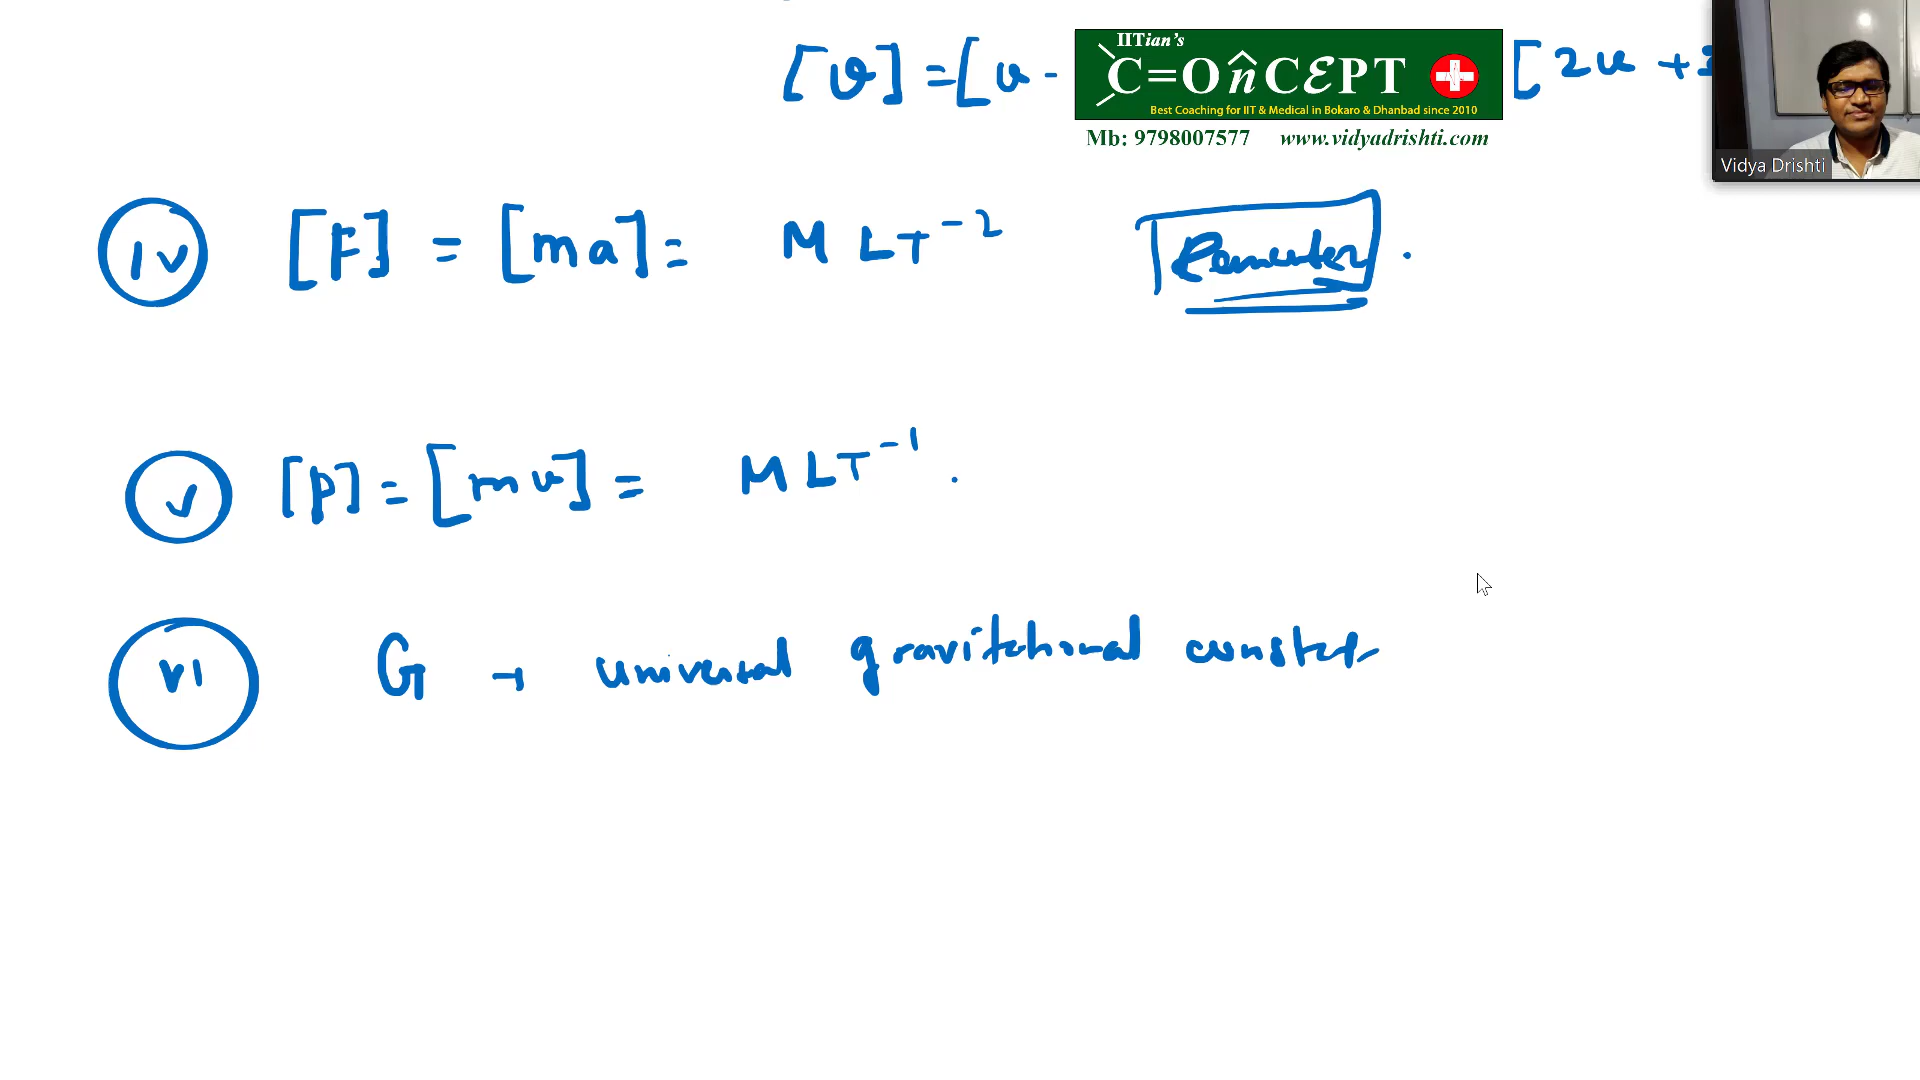 [v] = [u - 
[2u +3
IITian's
C=OnCEPT
Best Coaching for IIT & Medical in Bokaro & Dhanbad since 2010
Mb: 9798007577 www.vidyadrishti.com
Vidya Drishti
iv [F] = [ma] = MLT⁻² Remember.
v [p] = [mv] = MLT⁻¹.
vi G → universal gravitational constant